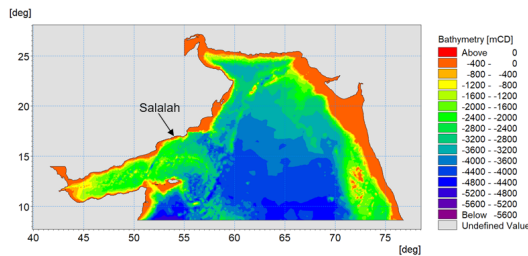 [deg]
25
20
15
10
40
45
50
55
60
65
70
75
[deg]
Salalah
Bathymetry [mCD]
Above 0
-400 - 0
-800 - -400
-1200 - -800
-1600 - -1200
-2000 - -1600
-2400 - -2000
-2800 - -2400
-3200 - -2800
-3600 - -3200
-4000 - -3600
-4400 - -4000
-4800 - -4400
-5200 - -4800
-5600 - -5200
Below -5600
Undefined Value